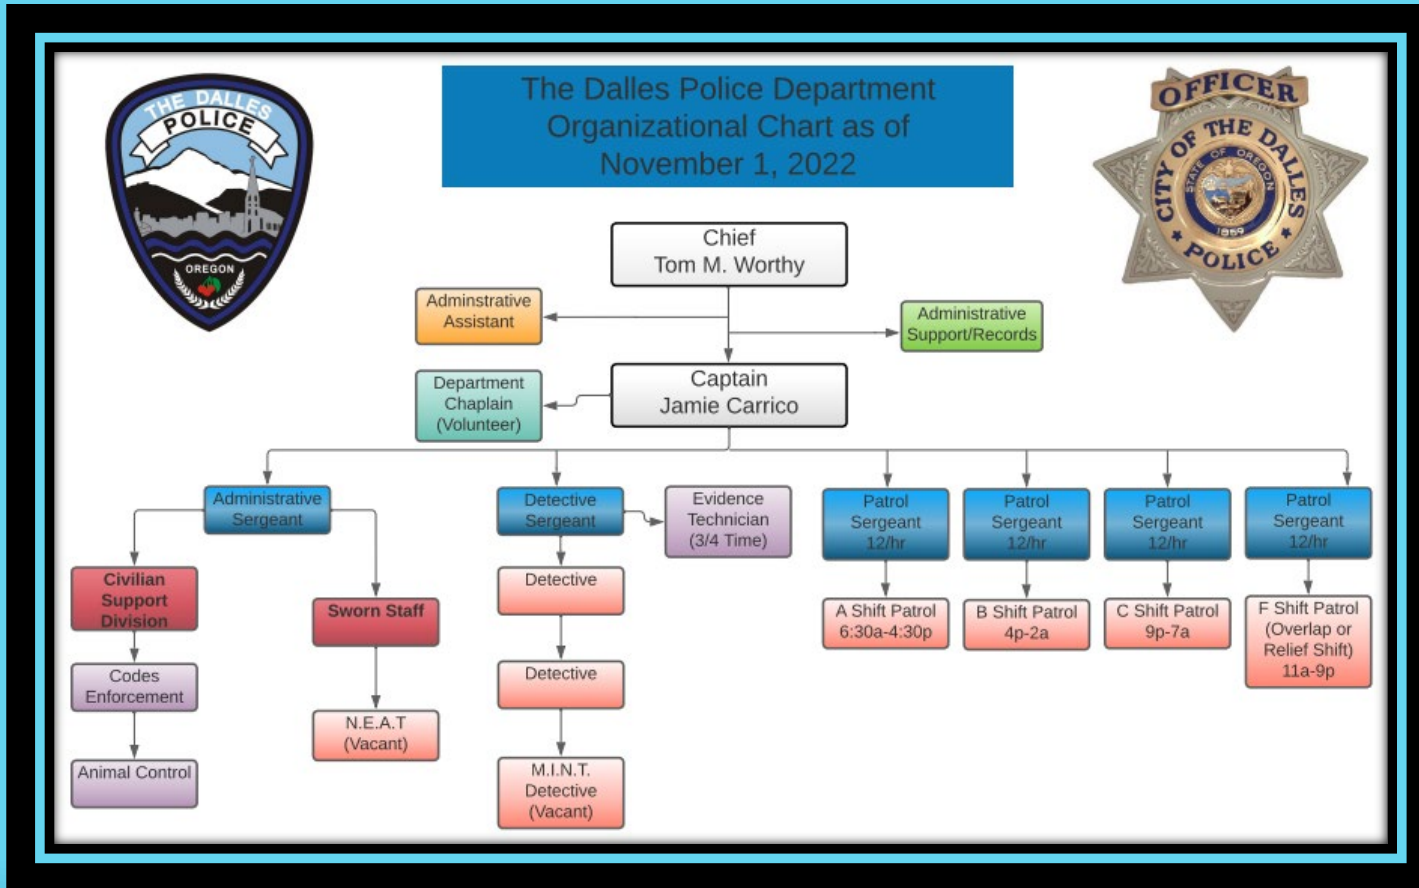 THE DALLES
POLICE
OREGON
The Dalles Police Department
Organizational Chart as of
November 1, 2022
OFFICER
CITY OF THE DALLES
STATE OF OREGON
1859
POLICE
Chief
Tom M. Worthy
Adminstrative
Assistant
Administrative
Support/Records
Department
Chaplain
(Volunteer)
Captain
Jamie Carrico
Administrative
Sergeant
Detective
Sergeant
Evidence
Technician
(3/4 Time)
Patrol
Sergeant
12/hr
Patrol
Sergeant
12/hr
Patrol
Sergeant
12/hr
Patrol
Sergeant
12/hr
Civilian
Support
Division
Sworn Staff
Detective
A Shift Patrol
6:30a-4:30p
B Shift Patrol
4p-2a
C Shift Patrol
9p-7a
F Shift Patrol
(Overlap or
Relief Shift)
11a-9p
Codes
Enforcement
Detective
N.E.A.T
(Vacant)
Animal Control
M.I.N.T.
Detective
(Vacant)